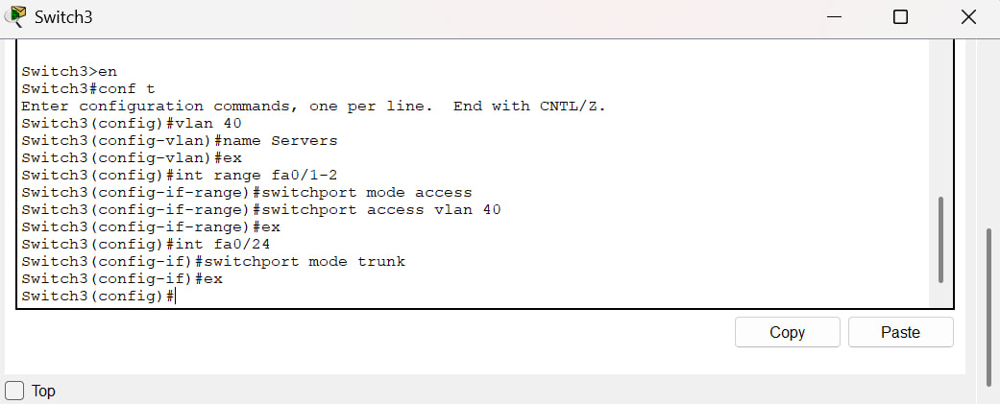 Switch3
Switch3>en
Switch3#conf t
Enter configuration commands, one per line.  End with CNTL/Z.
Switch3(config)#vlan 40
Switch3(config-vlan)#name Servers
Switch3(config-vlan)#ex
Switch3(config)#int range fa0/1-2
Switch3(config-if-range)#switchport mode access
Switch3(config-if-range)#switchport access vlan 40
Switch3(config-if-range)#ex
Switch3(config)#int fa0/24
Switch3(config-if)#switchport mode trunk
Switch3(config-if)#ex
Switch3(config)#
Copy Paste
Top